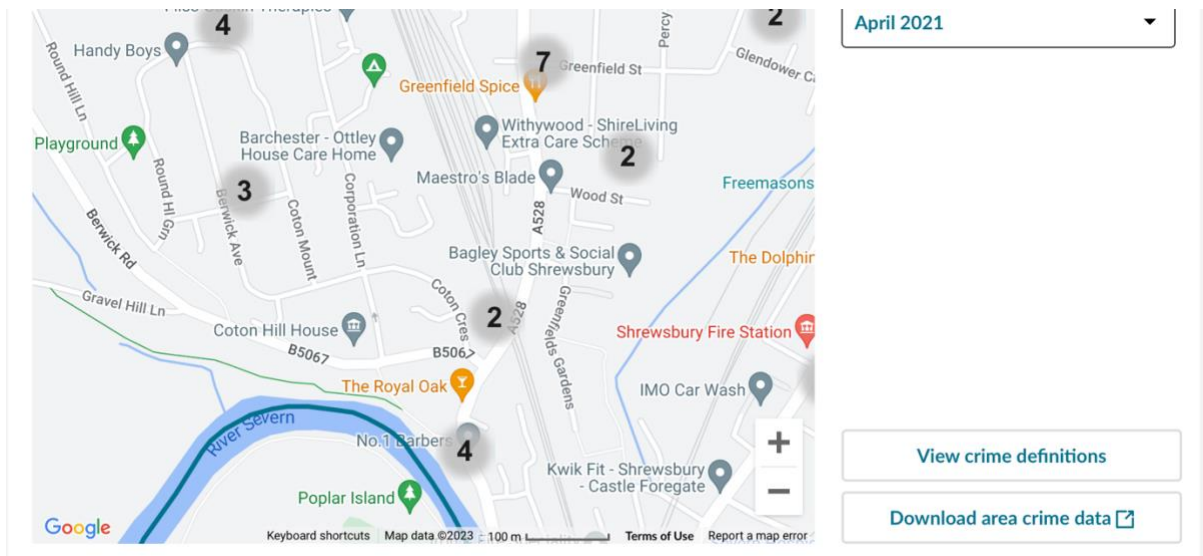 4
2
April 2021
Handy Boys
7
Greenfield St
Percy
Glendower
Round Hill Ln
Greenfield Spice
Playground
Barchester - Ottley
House Care Home
Withywood - ShireLiving
Extra Care Scheme
2
Maestro's Blade
Freemasons
3
Wood St
Round Hl Grn
Berwick Ave
Coton Mount
Corporation Ln
A528
Berwick Rd
Bagley Sports & Social
Club Shrewsbury
The Dolphin
Gravel Hill Ln
Coton Cres
2
A528
Greenfields Gardens
Coton Hill House
Shrewsbury Fire Station
B5067
B5067
The Royal Oak
IMO Car Wash
River Severn
No.1 Barbers
4
View crime definitions
Kwik Fit - Shrewsbury
- Castle Foregate
Poplar Island
Download area crime data
Google
Keyboard shortcuts
Map data ©2023
100 m
Terms of Use
Report a map error